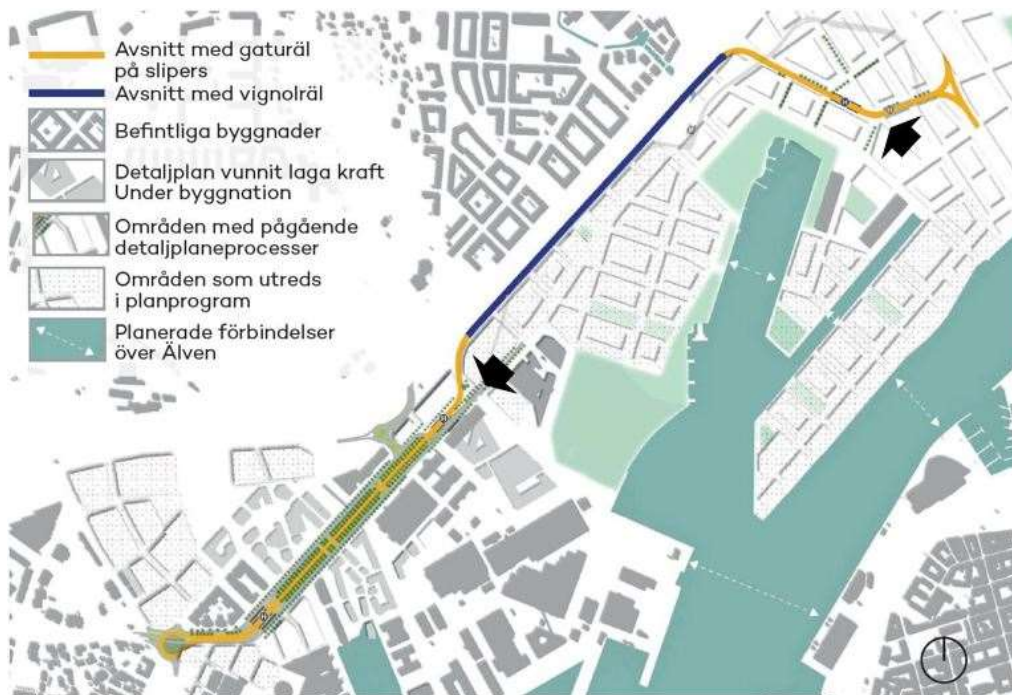 Avsnitt med gaturäl
på slipers
Avsnitt med vignolräl
Befintliga byggnader
Detaljplan vunnit laga kraft
Under byggnation
Områden med pågående
detaljplaneprocesser
Områden som utreds
i planprogram
Planerade förbindelser
över Älven